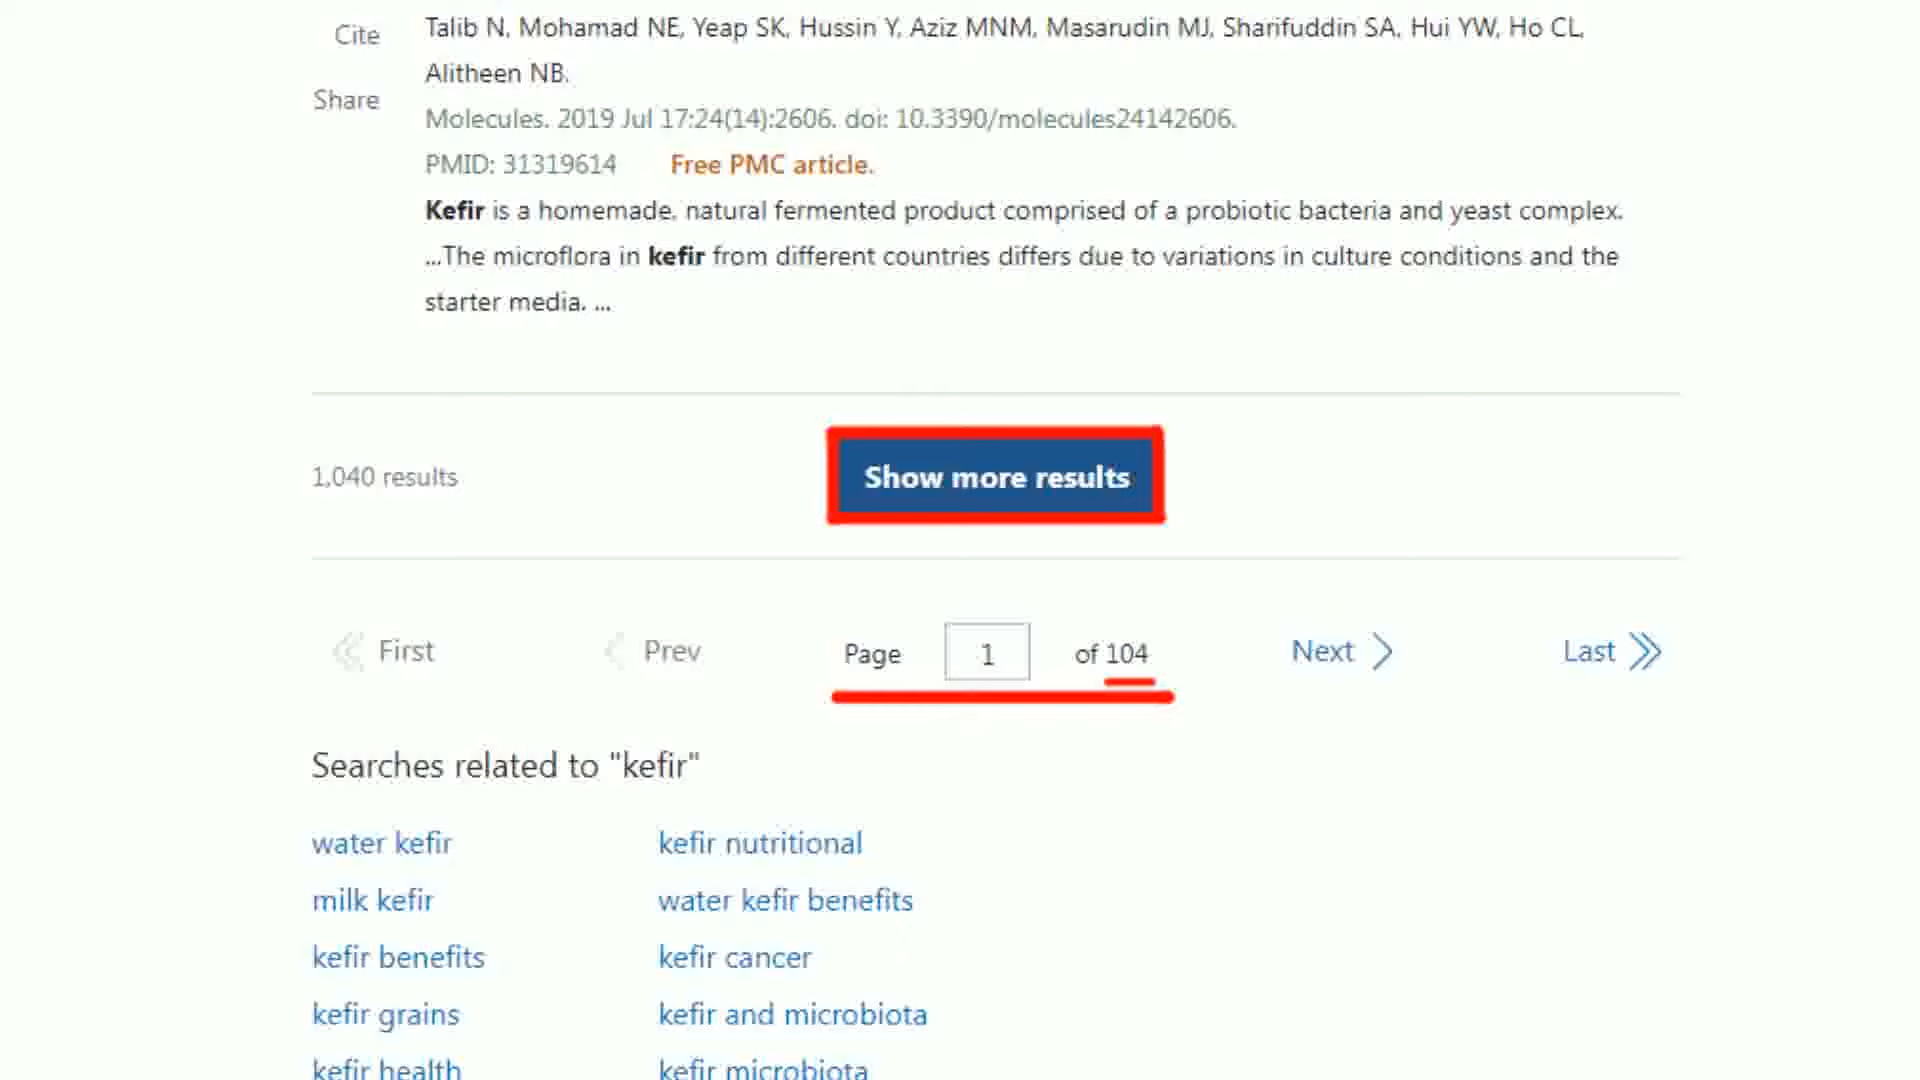 Cite
Share
Talib N, Mohamad NE, Yeap SK, Hussin Y, Aziz MNM, Masarudin MJ, Sharifuddin SA, Hui YW, Ho CL,
Alitheen NB.
Molecules. 2019 Jul 17;24(14):2606. doi: 10.3390/molecules24142606.
PMID: 31319614 Free PMC article.
Kefir is a homemade, natural fermented product comprised of a probiotic bacteria and yeast complex.
...The microflora in kefir from different countries differs due to variations in culture conditions and the
starter media. ...
1,040 results
Show more results
First Prev Page 1 of 104 Next Last
Searches related to "kefir"
water kefir
milk kefir
kefir benefits
kefir grains
kefir health
kefir nutritional
water kefir benefits
kefir cancer
kefir and microbiota
kefir microbiota